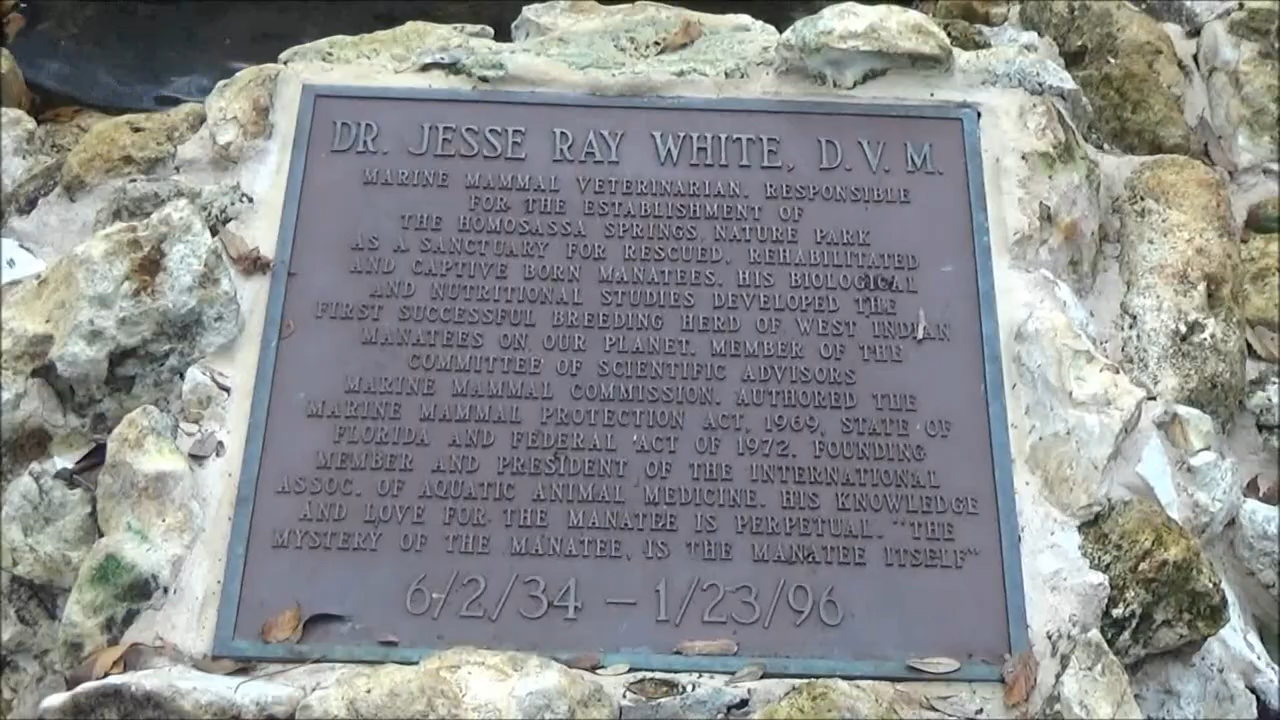 DR. JESSE RAY WHITE, D.V.M.
MARINE MAMMAL VETERINARIAN. RESPONSIBLE
FOR THE ESTABLISHMENT OF
THE HOMOSASSA SPRINGS, NATURE PARK
AS A SANCTUARY FOR RESCUED, REHABILITATED
AND CAPTIVE BORN MANATEES. HIS BIOLOGICAL
AND NUTRITIONAL STUDIES DEVELOPED THE
FIRST SUCCESSFUL BREEDING HERD OF WEST INDIAN
MANATEES ON OUR PLANET. MEMBER OF THE
COMMITTEE OF SCIENTIFIC ADVISORS
MARINE MAMMAL COMMISSION. AUTHORED THE
MARINE MAMMAL PROTECTION ACT, 1969, STATE OF
FLORIDA AND FEDERAL ACT OF 1972. FOUNDING
MEMBER AND PRESIDENT OF THE INTERNATIONAL
ASSOC. OF AQUATIC ANIMAL MEDICINE. HIS KNOWLEDGE
AND LOVE FOR THE MANATEE IS PERPETUAL. "THE
MYSTERY OF THE MANATEE, IS THE MANATEE ITSELF"
6/2/34 – 1/23/96